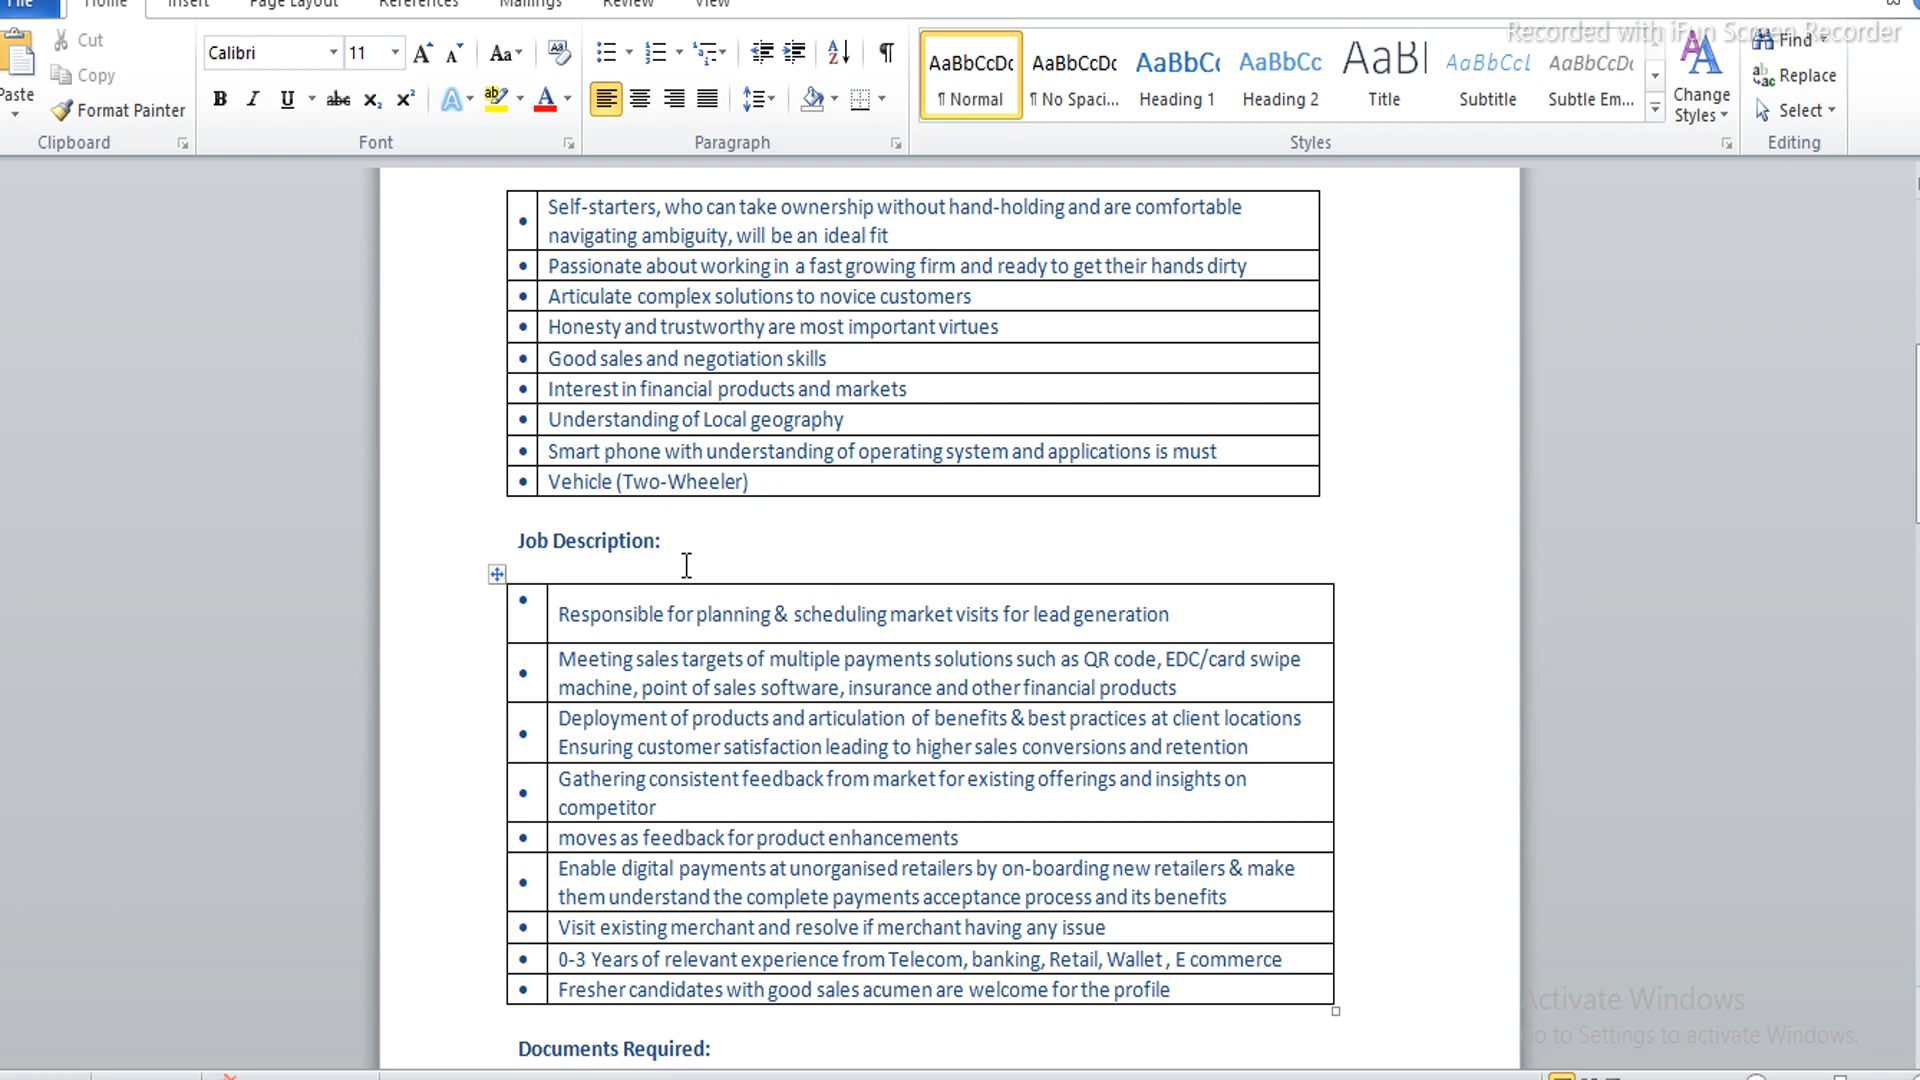 File Home Insert Page Layout References Mailings Review View
Recorded with iFun Screen Recorder
Cut
Copy
Paste
Format Painter
Clipboard
Calibri 11
Aa
B I U abc x₂ x² A ab A
Font
Paragraph
AaBbCcDc AaBbCcDc AaBbC AaBbCc AaB AaBbCcL AaBbCcDc
¶ Normal ¶ No Spaci... Heading 1 Heading 2 Title Subtitle Subtle Em...
Change
Styles
Styles
Find
Replace
Select
Editing
• Self-starters, who can take ownership without hand-holding and are comfortable
navigating ambiguity, will be an ideal fit
• Passionate about working in a fast growing firm and ready to get their hands dirty
• Articulate complex solutions to novice customers
• Honesty and trustworthy are most important virtues
• Good sales and negotiation skills
• Interest in financial products and markets
• Understanding of Local geography
• Smart phone with understanding of operating system and applications is must
• Vehicle (Two-Wheeler)
Job Description:
• Responsible for planning & scheduling market visits for lead generation
• Meeting sales targets of multiple payments solutions such as QR code, EDC/card swipe
machine, point of sales software, insurance and other financial products
• Deployment of products and articulation of benefits & best practices at client locations
Ensuring customer satisfaction leading to higher sales conversions and retention
• Gathering consistent feedback from market for existing offerings and insights on
competitor
• moves as feedback for product enhancements
• Enable digital payments at unorganised retailers by on-boarding new retailers & make
them understand the complete payments acceptance process and its benefits
• Visit existing merchant and resolve if merchant having any issue
• 0-3 Years of relevant experience from Telecom, banking, Retail, Wallet , E commerce
• Fresher candidates with good sales acumen are welcome for the profile
Documents Required:
Activate Windows
Go to Settings to activate Windows.